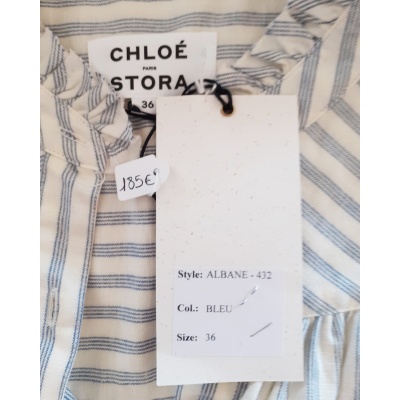 CHLOÉ
PARIS
STORA
36
185€
Style: ALBANE - 432
Col.: BLEU
Size: 36